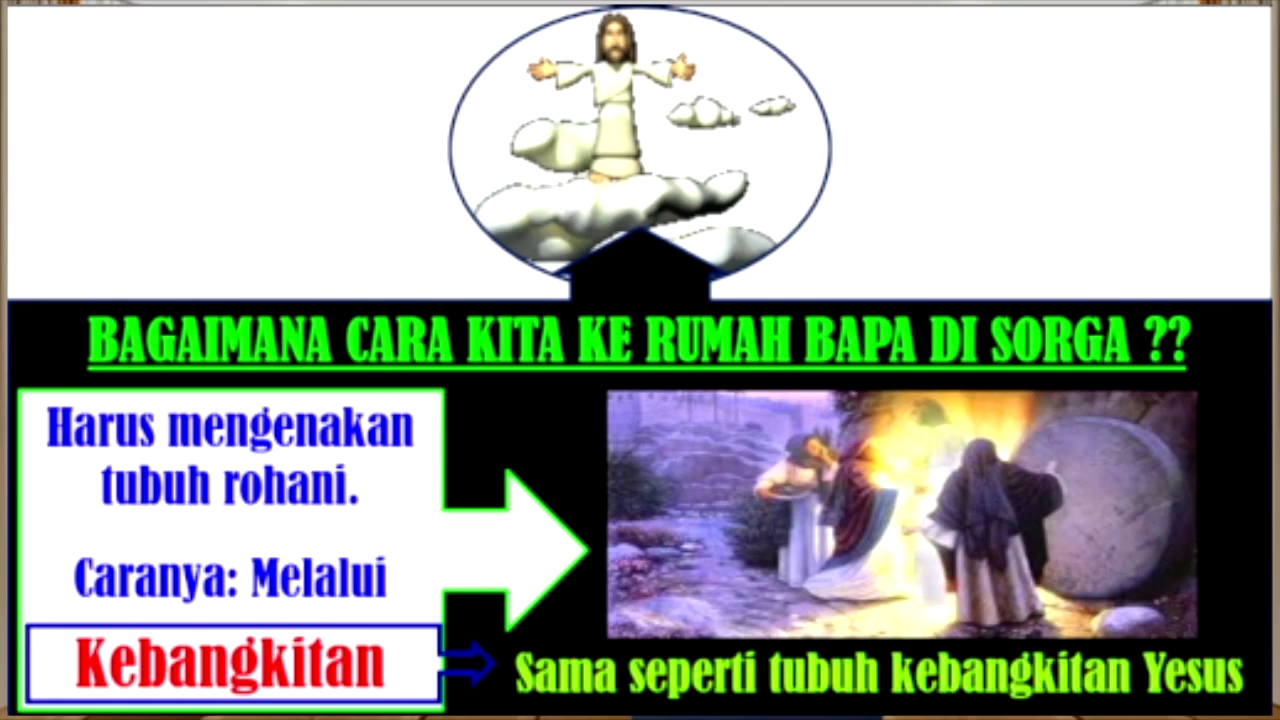 BAGAIMANA CARA KITA KE RUMAH BAPA DI SORGA ??
Harus mengenakan
tubuh rohani.
Caranya: Melalui
Kebangkitan
Sama seperti tubuh kebangkitan Yesus